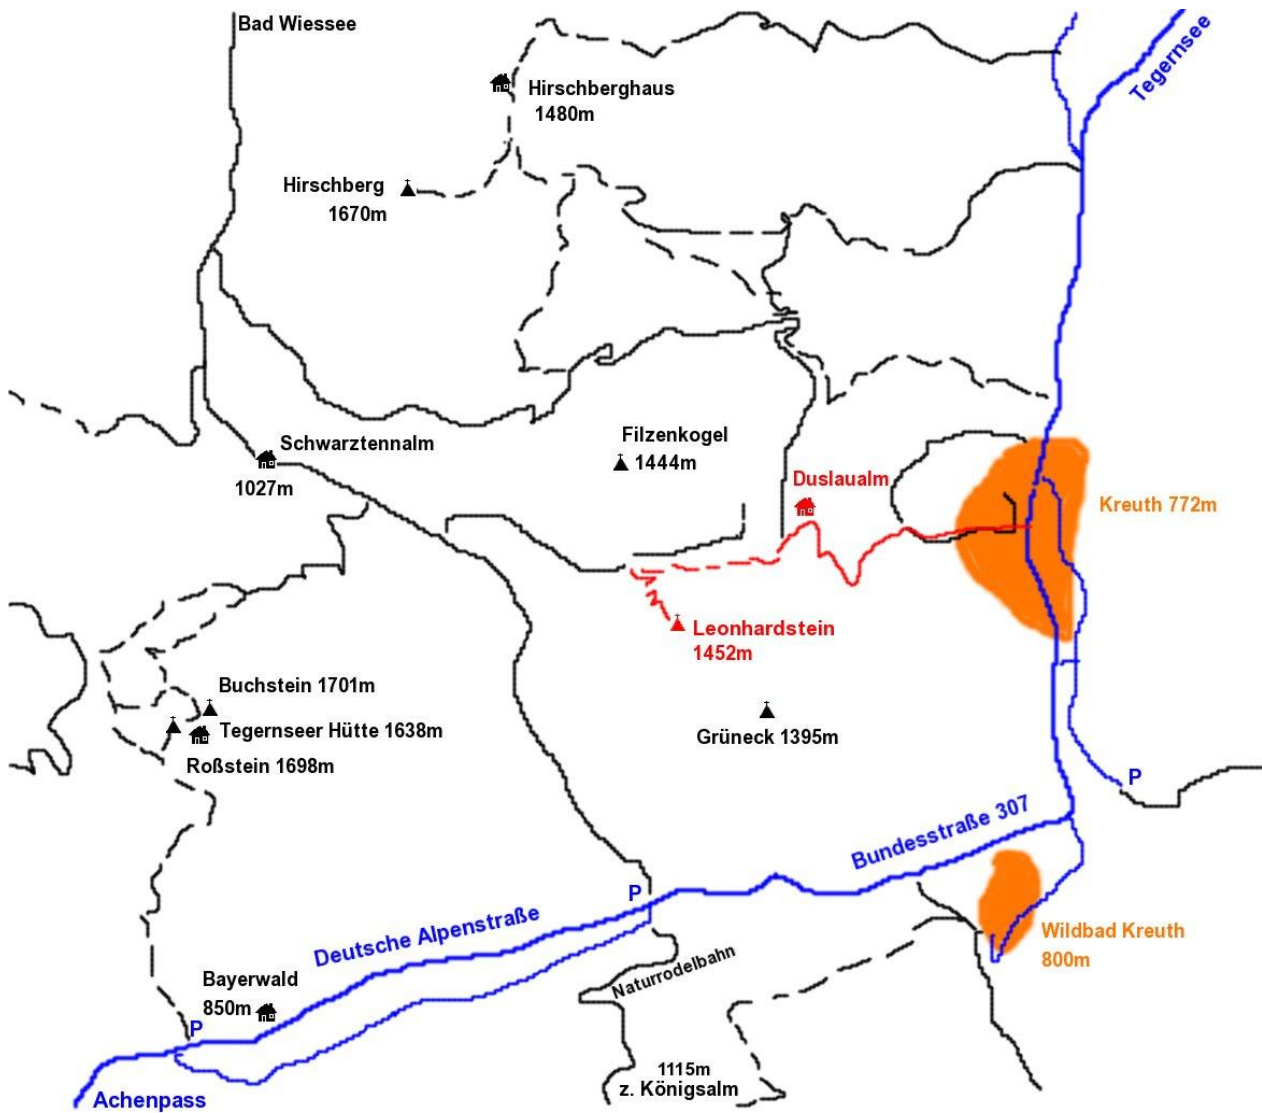 Bad Wiessee
Tegernsee
Hirschberghaus
1480m
Hirschberg
1670m
Schwarztennalm
1027m
Filzenkogel
1444m
Duslaualm
Kreuth 772m
Leonhardstein
1452m
Buchstein 1701m
Tegernseer Hütte 1638m
Roßstein 1698m
Grüneck 1395m
P
Bundesstraße 307
P
Deutsche Alpenstraße
Wildbad Kreuth
800m
Naturrodelbahn
Bayerwald
850m
P
1115m
z. Königsalm
Achenpass